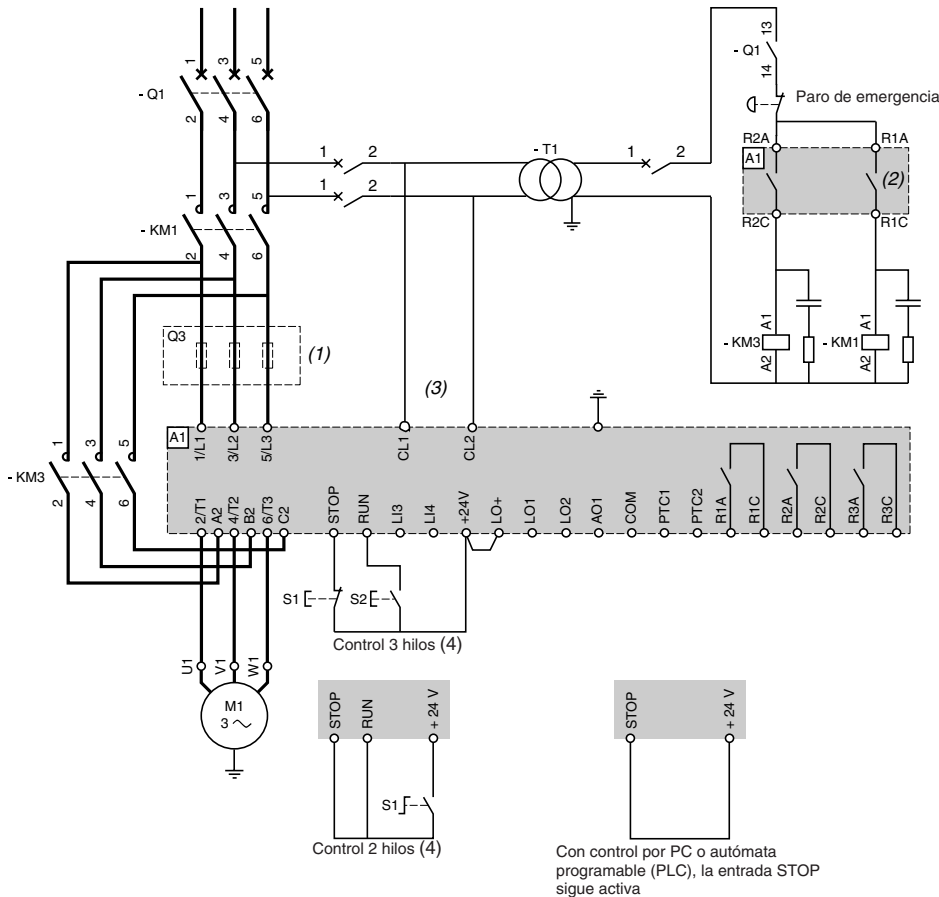 1 3 5
- Q1
2 4 6
1 2
1 2
- T1
1 2
13
- Q1
14
Paro de emergencia
R2A R1A
A1
(2)
R2C R1C
1 3 5
- KM1
2 4 6
A1 A1
- KM3 - KM1
A2 A2
Q3
(1)
(3)
1 3 5
- KM3
2 4 6
A1
1/L1 3/L2 5/L3 CL1 CL2
2/T1 A2 4/T2 B2 6/T3 C2 STOP RUN LI3 LI4 +24V LO+ LO1 LO2 AO1 COM PTC1 PTC2 R1A R1C R2A R2C R3A R3C
S1 S2
Control 3 hilos (4)
U1 V1 W1
M1
3
STOP RUN + 24 V
S1
Control 2 hilos (4)
STOP + 24 V
Con control por PC o autómata
programable (PLC), la entrada STOP
sigue activa